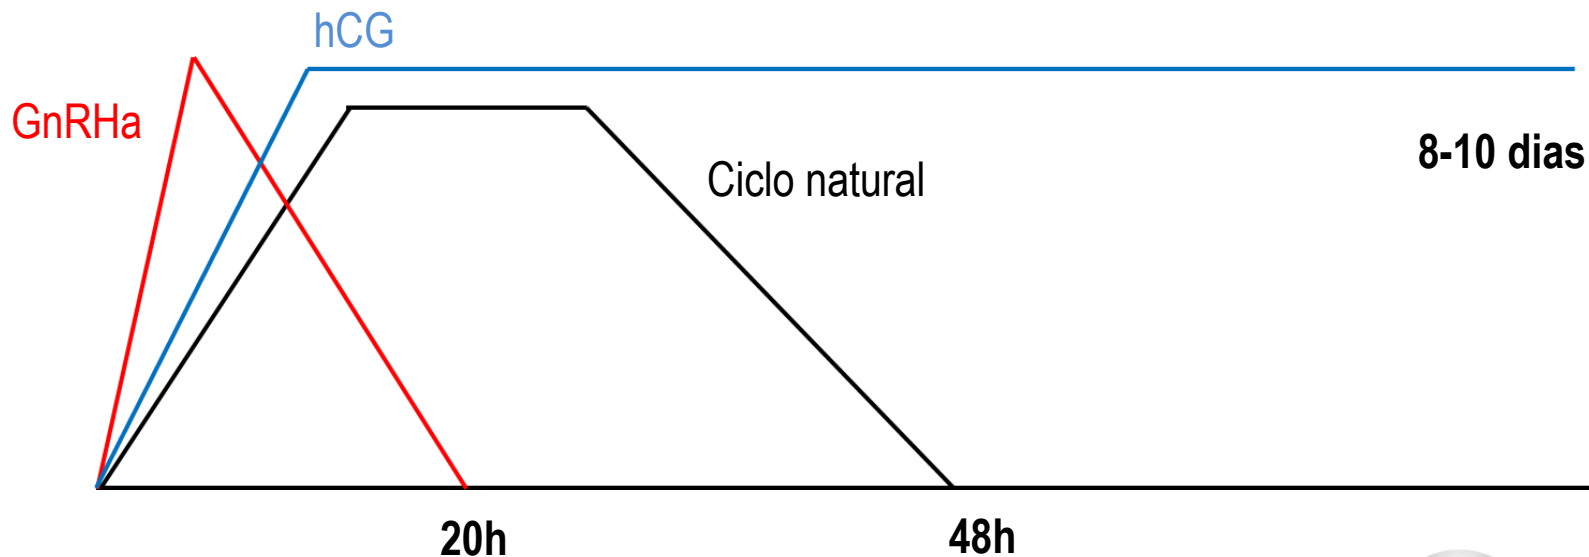 hCG
GnRHa
8-10 dias
Ciclo natural
20h
48h